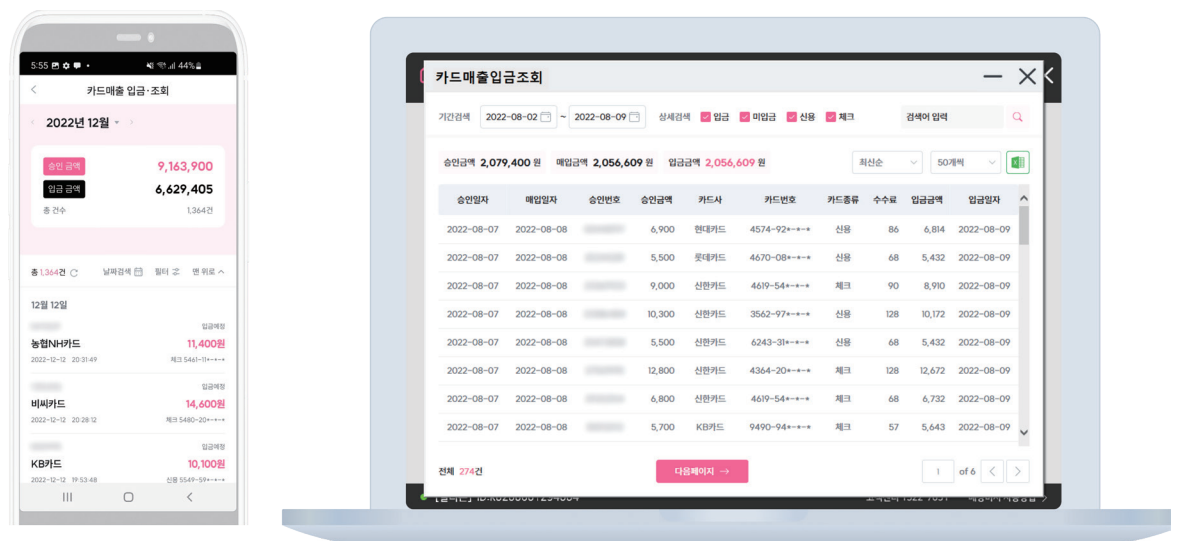 5:55 44%
카드매출 입금·조회
2022년 12월
승인 금액 9,163,900
입금 금액 6,629,405
총 건수 1,364건
총 1,364건 날짜검색 필터 맨 위로
12월 12일
입금예정
농협NH카드 11,400원
2022-12-12 20:31:49 체크 5461-11**-*-*
입금예정
비씨카드 14,600원
2022-12-12 20:28:12 체크 5480-20*-*-*
입금예정
KB카드 10,100원
2022-12-12 19:53:48 신용 5549-59*-*-*
카드매출입금조회
기간검색 2022-08-02 ~ 2022-08-09 상세검색 입금 미입금 신용 체크 검색어 입력
승인금액 2,079,400 원 매입금액 2,056,609 원 입금금액 2,056,609 원 최신순 50개씩
승인일자 매입일자 승인번호 승인금액 카드사 카드번호 카드종류 수수료 입금금액 입금일자
2022-08-07 2022-08-08 6,900 현대카드 4574-92*-*-* 신용 86 6,814 2022-08-09
2022-08-07 2022-08-08 5,500 롯데카드 4670-08*-*-* 신용 68 5,432 2022-08-09
2022-08-07 2022-08-08 9,000 신한카드 4619-54*-*-* 체크 90 8,910 2022-08-09
2022-08-07 2022-08-08 10,300 신한카드 3562-97*-*-* 신용 128 10,172 2022-08-09
2022-08-07 2022-08-08 5,500 신한카드 6243-31*-*-* 신용 68 5,432 2022-08-09
2022-08-07 2022-08-08 12,800 신한카드 4364-20*-*-* 체크 128 12,672 2022-08-09
2022-08-07 2022-08-08 6,800 신한카드 4619-54*-*-* 체크 68 6,732 2022-08-09
2022-08-07 2022-08-08 5,700 KB카드 9490-94*-*-* 체크 57 5,643 2022-08-09
전체 274건 다음페이지 → 1 of 6